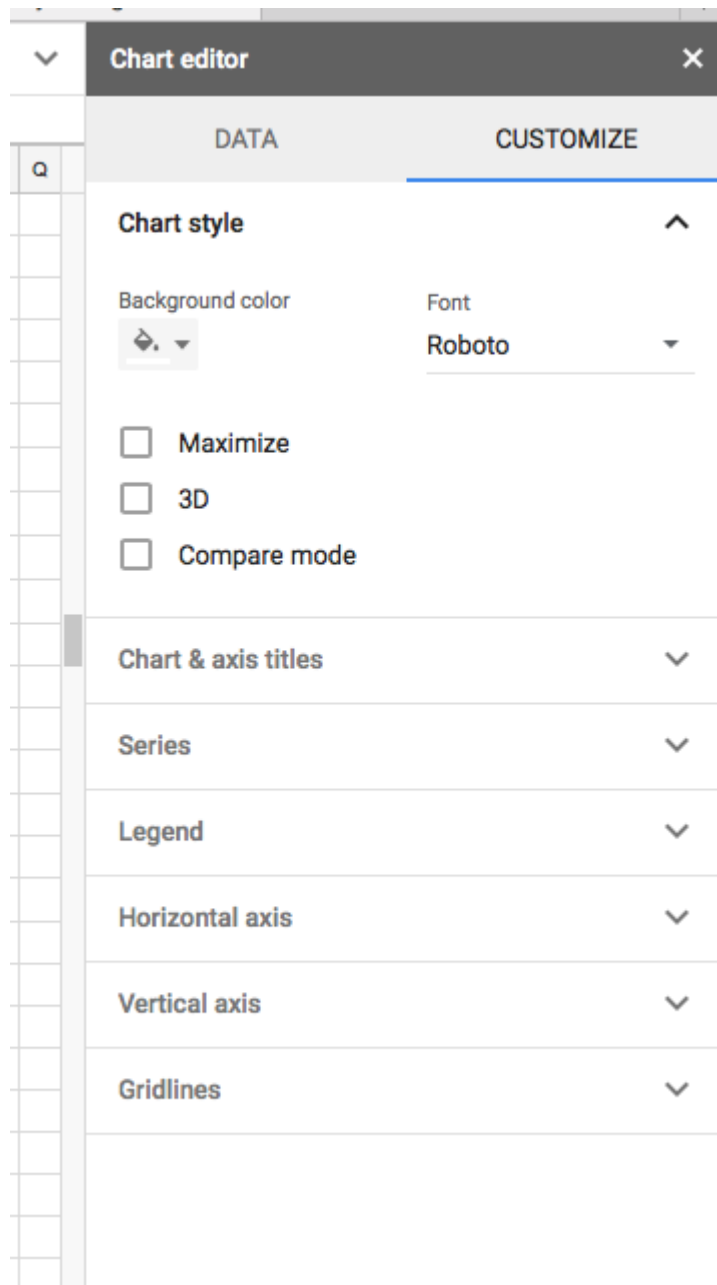 Chart editor
DATA CUSTOMIZE
Q
Chart style
Background color Font
Roboto
Maximize
3D
Compare mode
Chart & axis titles
Series
Legend
Horizontal axis
Vertical axis
Gridlines